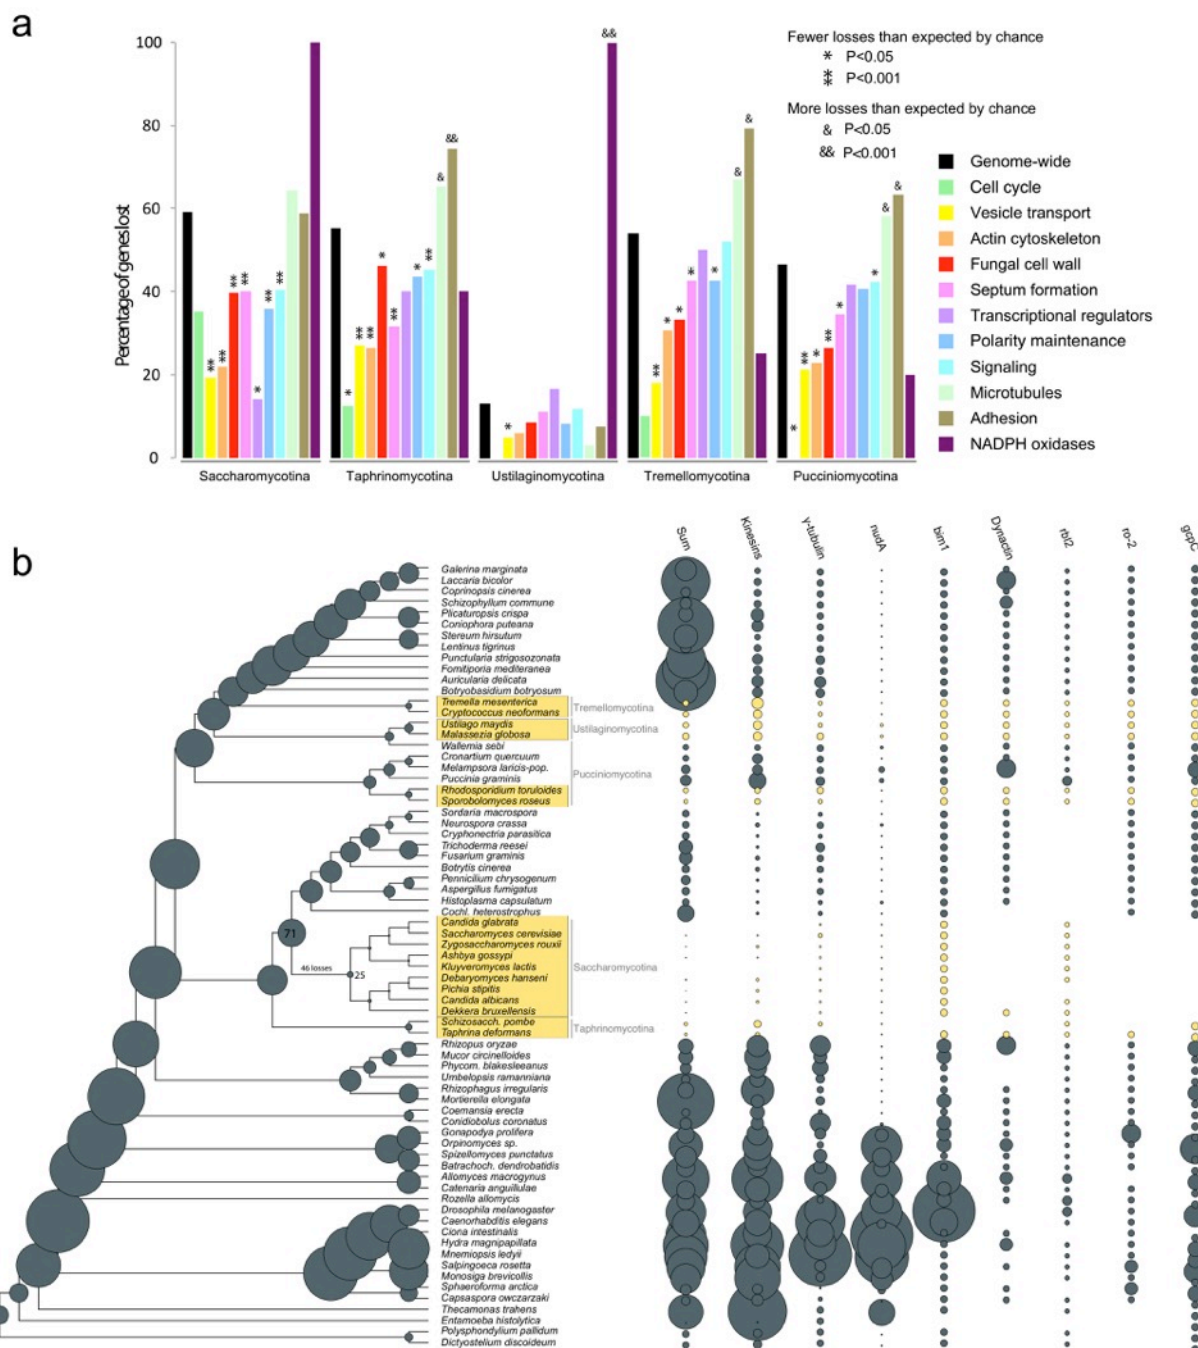 a
100
80
60
40
20
0
Percentage of genes lost
**
**
**
**
*
**
**
*
**
**
*
**
*
**
&
&&
*
&&
**
*
*
*
*
&
&
**
*
**
*
*
*
&
&
Saccharomycotina
Taphrinomycotina
Ustilaginomycotina
Tremellomycotina
Pucciniomycotina
Fewer losses than expected by chance
* P<0.05
** P<0.001
More losses than expected by chance
& P<0.05
&& P<0.001
Genome-wide
Cell cycle
Vesicle transport
Actin cytoskeleton
Fungal cell wall
Septum formation
Transcriptional regulators
Polarity maintenance
Signaling
Microtubules
Adhesion
NADPH oxidases
b
Sum
Kinesins
γ-tubulin
nudA
bim1
Dynactin
rbl2
ro-2
gcpC
Galerina marginata
Laccaria bicolor
Coprinopsis cinerea
Schizophyllum commune
Plicaturopsis crispa
Coniophora puteana
Stereum hirsutum
Lentinus tigrinus
Punctularia strigosozonata
Fomitiporia mediteranea
Auricularia delicata
Botryobasidium botryosum
Tremella mesenterica
Cryptococcus neoformans
Tremellomycotina
Ustilago maydis
Malassezia globosa
Ustilaginomycotina
Wallemia sebi
Cronartium quercuum
Melampsora laricis-pop.
Puccinia graminis
Pucciniomycotina
Rhodosporidium toruloides
Sporobolomyces roseus
Sordaria macrospora
Neurospora crassa
Cryphonectria parasitica
Trichoderma reesei
Fusarium graminis
Botrytis cinerea
Pennicilium chrysogenum
Aspergillus fumigatus
Histoplasma capsulatum
Cochl. heterostrophus
71
46 losses
25
Candida glabrata
Saccharomyces cerevisiae
Zygosaccharomyces rouxii
Ashbya gossypi
Kluyveromyces lactis
Debaryomyces hanseni
Pichia stipitis
Candida albicans
Dekkera bruxellensis
Saccharomycotina
Schizosacch. pombe
Taphrina deformans
Taphrinomycotina
Rhizopus oryzae
Mucor circinelloides
Phycom. blakesleeanus
Umbelopsis ramanniana
Rhizophagus irregularis
Mortierella elongata
Coemansia erecta
Conidiobolus coronatus
Gonapodya prolifera
Orpinomyces sp.
Spizellomyces punctatus
Batrachoch. dendrobatidis
Allomyces macrogynus
Catenaria anguillulae
Rozella allomycis
Drosophila melanogaster
Caenorhabditis elegans
Ciona intestinalis
Hydra magnipapillata
Mnemiopsis ledyii
Salpingoeca rosetta
Monosiga brevicollis
Sphaeroforma arctica
Capsaspora owczarzaki
Thecamonas trahens
Entamoeba histolytica
Polysphondylium pallidum
Dictyostelium discoideum